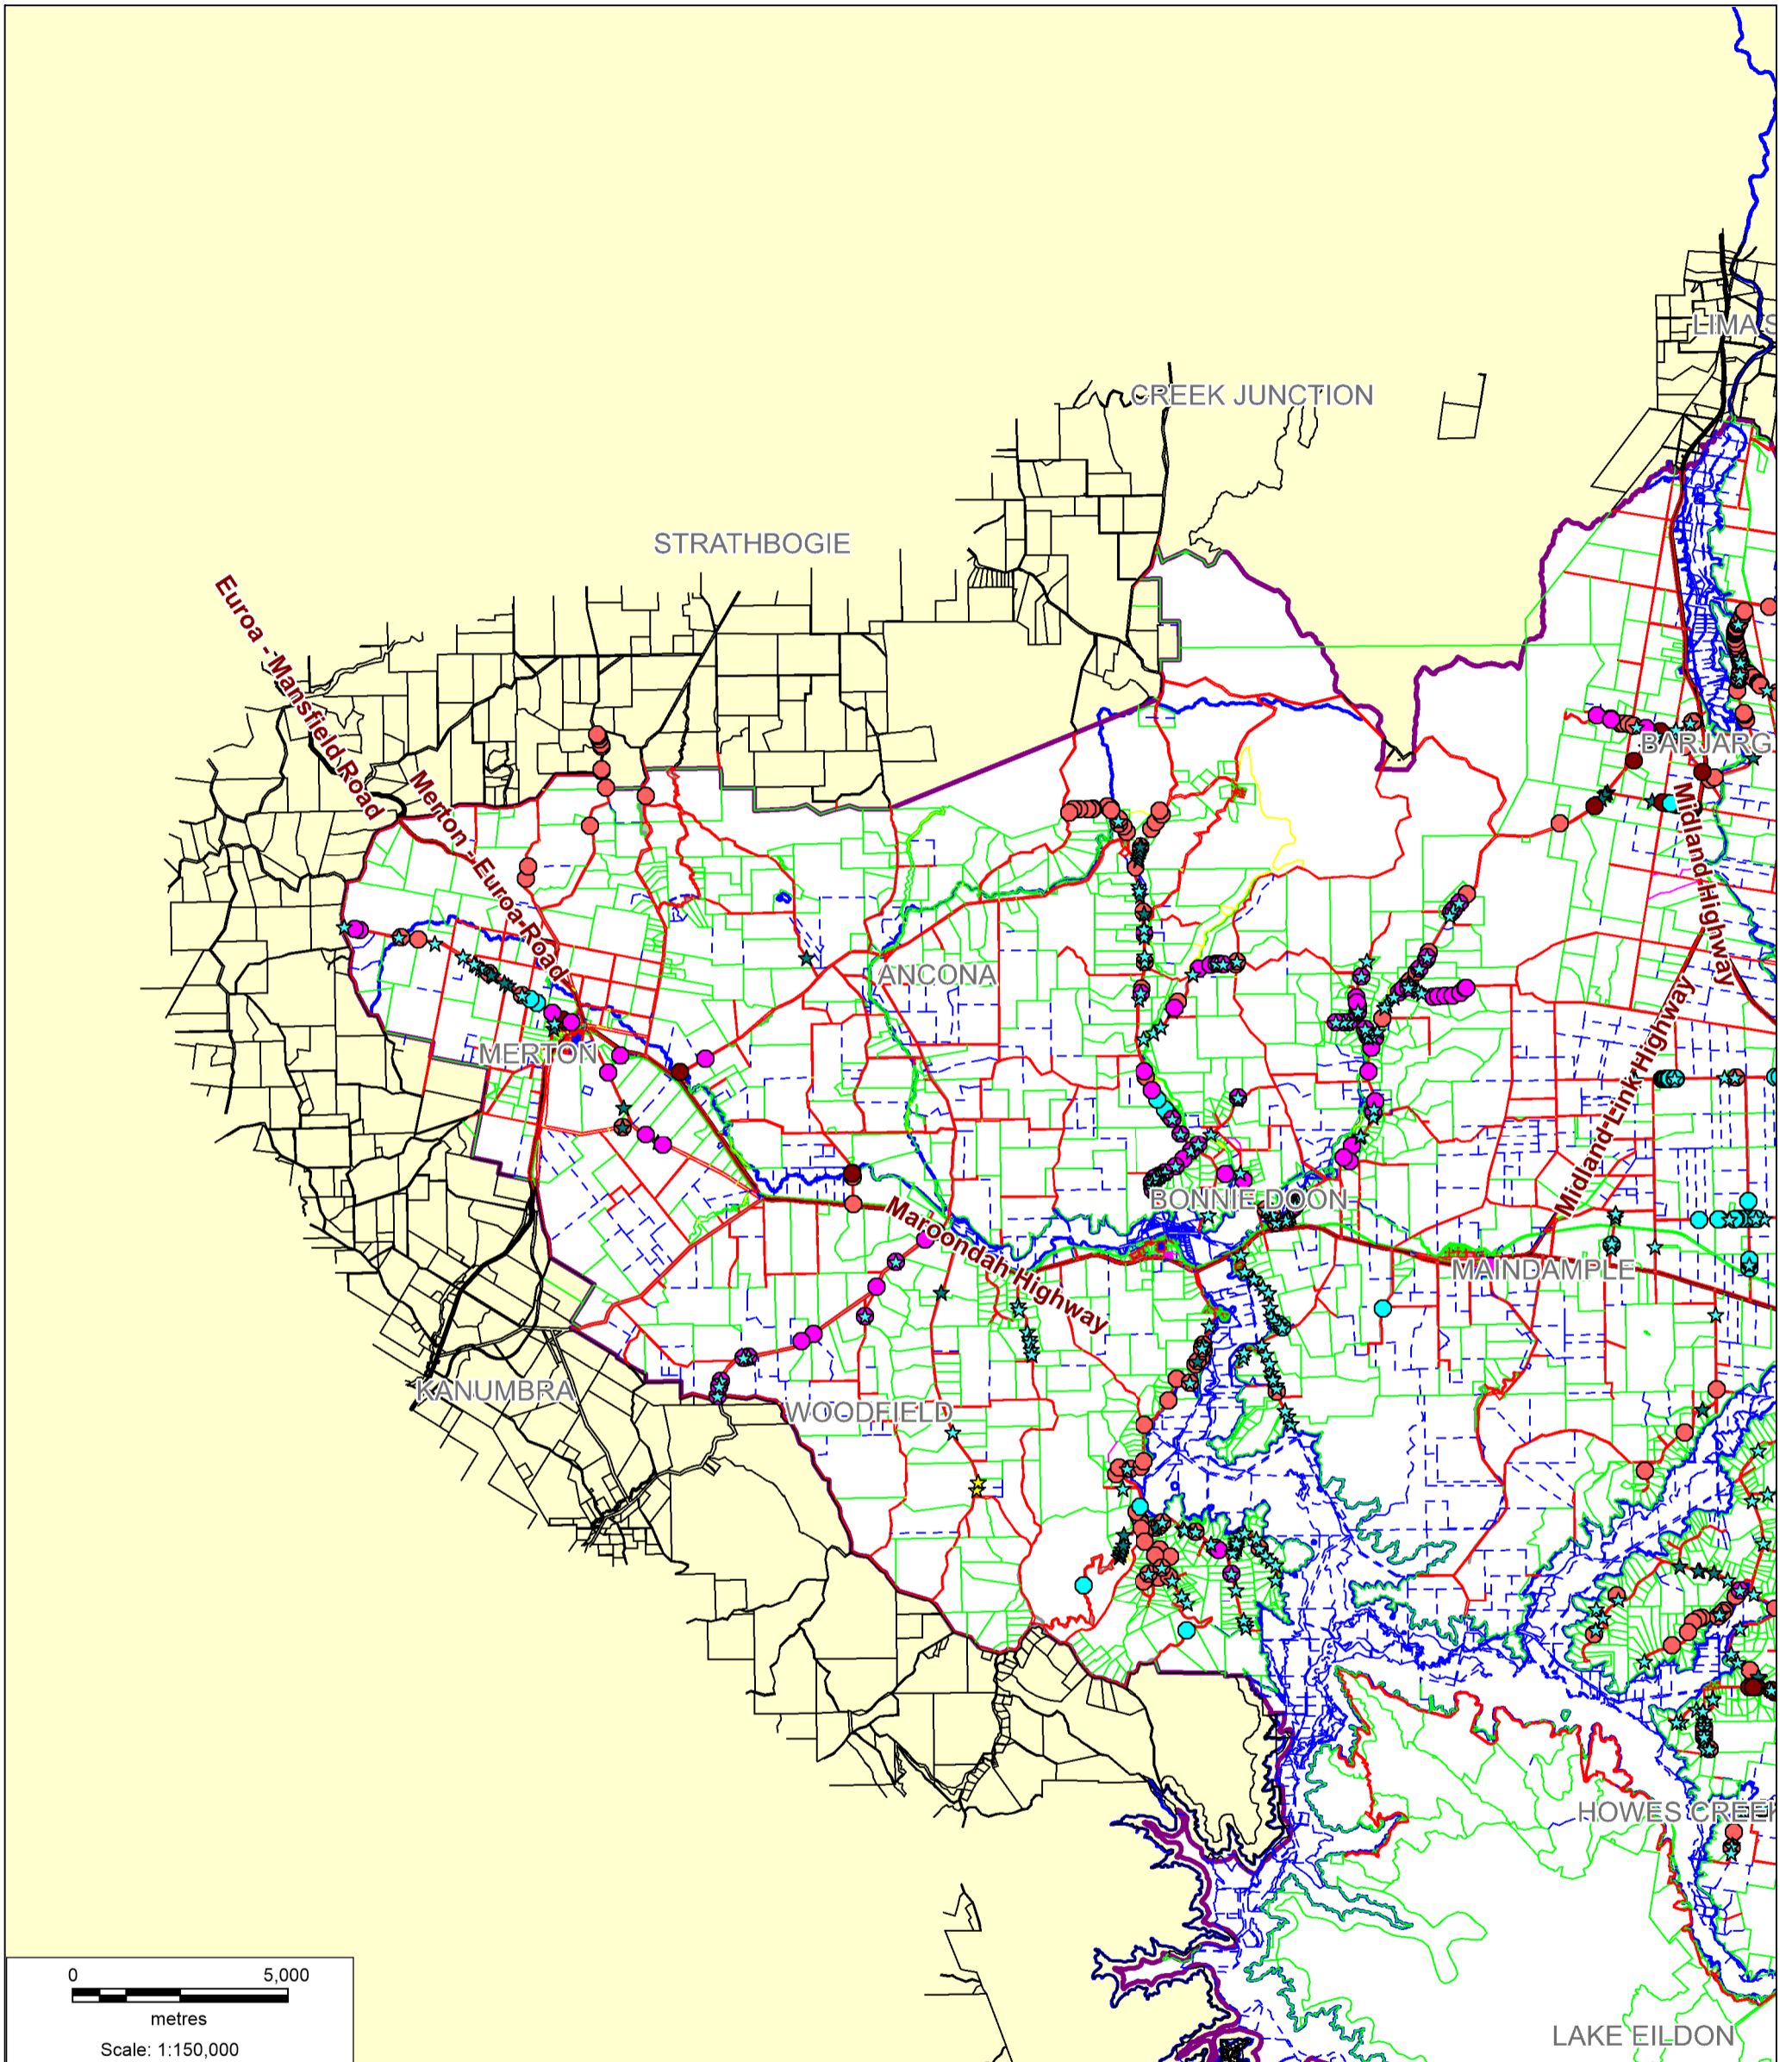 LIMA S
CREEK JUNCTION
STRATHBOGIE
Euroa - Mansfield Road
Merton - Euroa-Road
BARJARG
Midland Highway
ANCONA
MERTON
Midland-Link-Highway
BONNIE DOON
Maroondah Highway
MAINDAMPLE
KANUMBRA
WOODFIELD
HOWES CREEK
LAKE EILDON
0 5,000
metres
Scale: 1:150,000